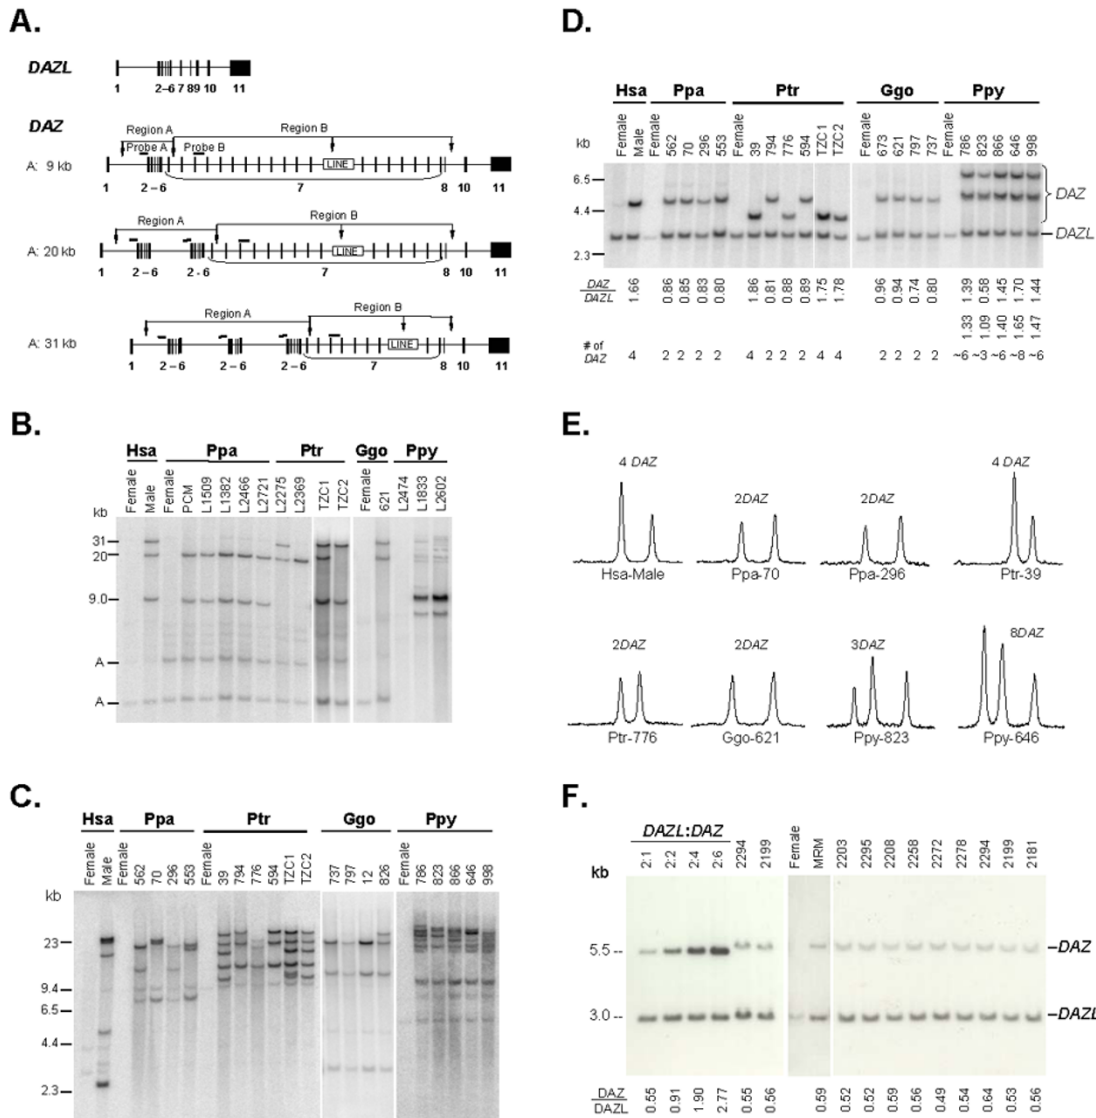 A.
DAZL
1 2–6 7 89 10 11
DAZ
Region A Region B
Probe A Probe B
A: 9 kb
LINE
1 2–6 7 8 10 11
Region A Region B
A: 20 kb
LINE
1 2–6 2-6 7 8 10 11
Region A Region B
A: 31 kb
LINE
1 2–6 2–6 2–6 7 8 10 11
B.
Hsa Ppa Ptr Ggo Ppy
Female Male Female PCM L1509 L1382 L2466 L2721 L2275 L2369 TZC1 TZC2 Female 621 L2474 L1833 L2602
kb
31
20
9.0
A
A
C.
Hsa Ppa Ptr Ggo Ppy
Female Male Female 562 70 296 553 Female 39 794 776 594 TZC1 TZC2 737 797 12 826 Female 786 823 866 646 998
kb
23
9.4
6.5
4.4
2.3
D.
Hsa Ppa Ptr Ggo Ppy
Female Male Female 562 70 296 553 Female 39 794 776 594 TZC1 TZC2 Female 673 621 797 737 Female 786 823 866 646 998
kb
6.5
4.4
2.3
DAZ
DAZL
DAZ
DAZL
1.66 0.86 0.85 0.83 0.80 1.86 0.81 0.88 0.89 1.75 1.78 0.96 0.94 0.74 0.80 1.39 0.58 1.45 1.70 1.44
1.33 1.09 1.40 1.65 1.47
# of
DAZ
4 2 2 2 2 4 2 2 2 4 4 2 2 2 2 ~6 ~3 ~6 ~8 ~6
E.
4 DAZ 2DAZ 2DAZ 4 DAZ
Hsa-Male Ppa-70 Ppa-296 Ptr-39
2DAZ 2DAZ 3DAZ 8DAZ
Ptr-776 Ggo-621 Ppy-823 Ppy-646
F.
DAZL:DAZ
2:1 2:2 2:4 2:6 2294 2199 Female MRM 2203 2295 2208 2258 2272 2278 2294 2199 2181
kb
5.5 --
3.0 --
–DAZ
–DAZL
DAZ
DAZL
0.55 0.91 1.90 2.77 0.55 0.56 0.59 0.52 0.52 0.59 0.56 0.49 0.54 0.64 0.53 0.56